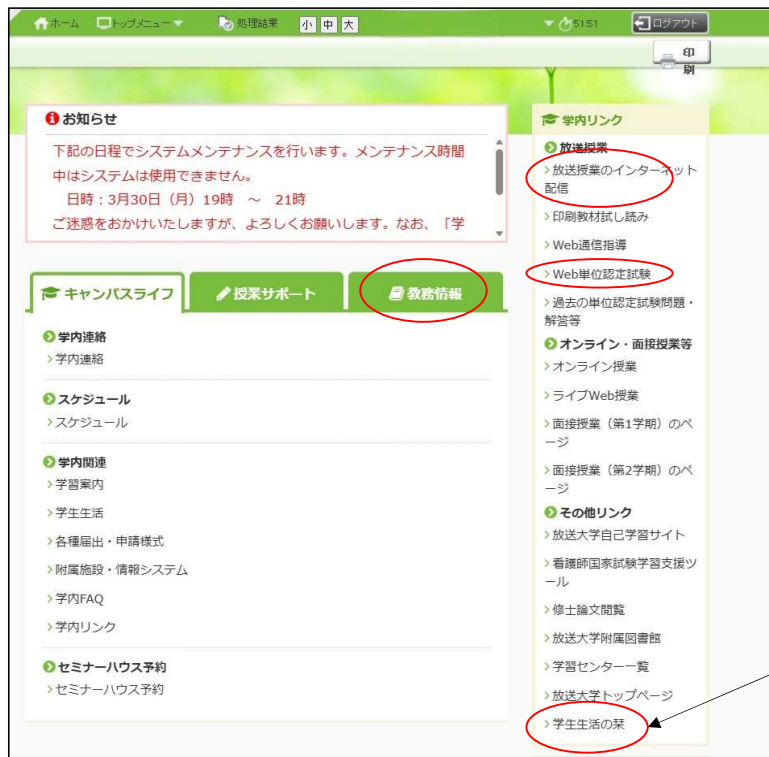 ホーム トップメニュー 処理結果 小 中 大 51:51 ログアウト
印
刷
お知らせ
下記の日程でシステムメンテナンスを行います。メンテナンス時間
中はシステムは使用できません。
日時：3月30日（月）19時 ～ 21時
ご迷惑をおかけいたしますが、よろしくお願いします。なお、「学
キャンパスライフ 授業サポート 教務情報
学内連絡
›学内連絡
スケジュール
›スケジュール
学内関連
›学習案内
›学生生活
›各種届出・申請様式
›附属施設・情報システム
›学内FAQ
›学内リンク
セミナーハウス予約
›セミナーハウス予約
学内リンク
放送授業
›放送授業のインターネット
配信
›印刷教材試し読み
›Web通信指導
›Web単位認定試験
›過去の単位認定試験問題・
解答等
オンライン・面接授業等
›オンライン授業
›ライブWeb授業
›面接授業（第1学期）のペ
ージ
›面接授業（第2学期）のペ
ージ
その他リンク
›放送大学自己学習サイト
›看護師国家試験学習支援ツ
ール
›修士論文閲覧
›放送大学附属図書館
›学習センター一覧
›放送大学トップページ
›学生生活の栞